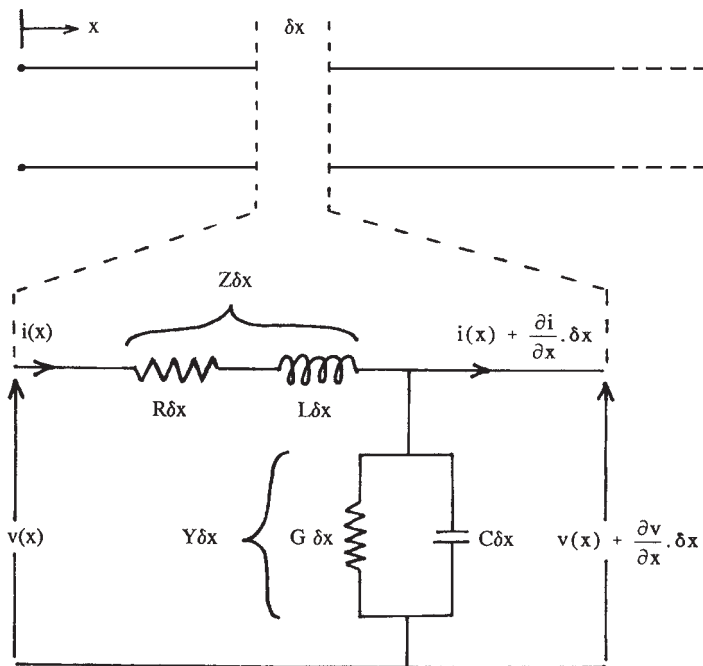 x
δx
Zδx
i(x)
i(x) + ∂i/∂x . δx
Rδx
Lδx
v(x)
Yδx
G δx
Cδx
v(x) + ∂v/∂x . δx